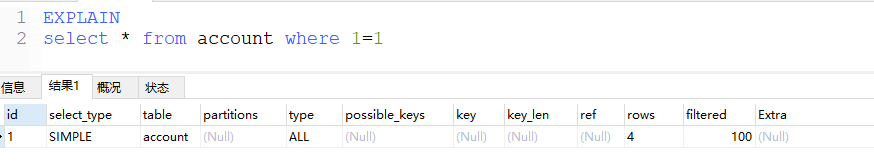 1 EXPLAIN
2 select * from account where 1=1
信息 结果1 概况 状态
id select_type table partitions type possible_keys key key_len ref rows filtered Extra
1 SIMPLE account (Null) ALL (Null) (Null) (Null) (Null) 4 100 (Null)